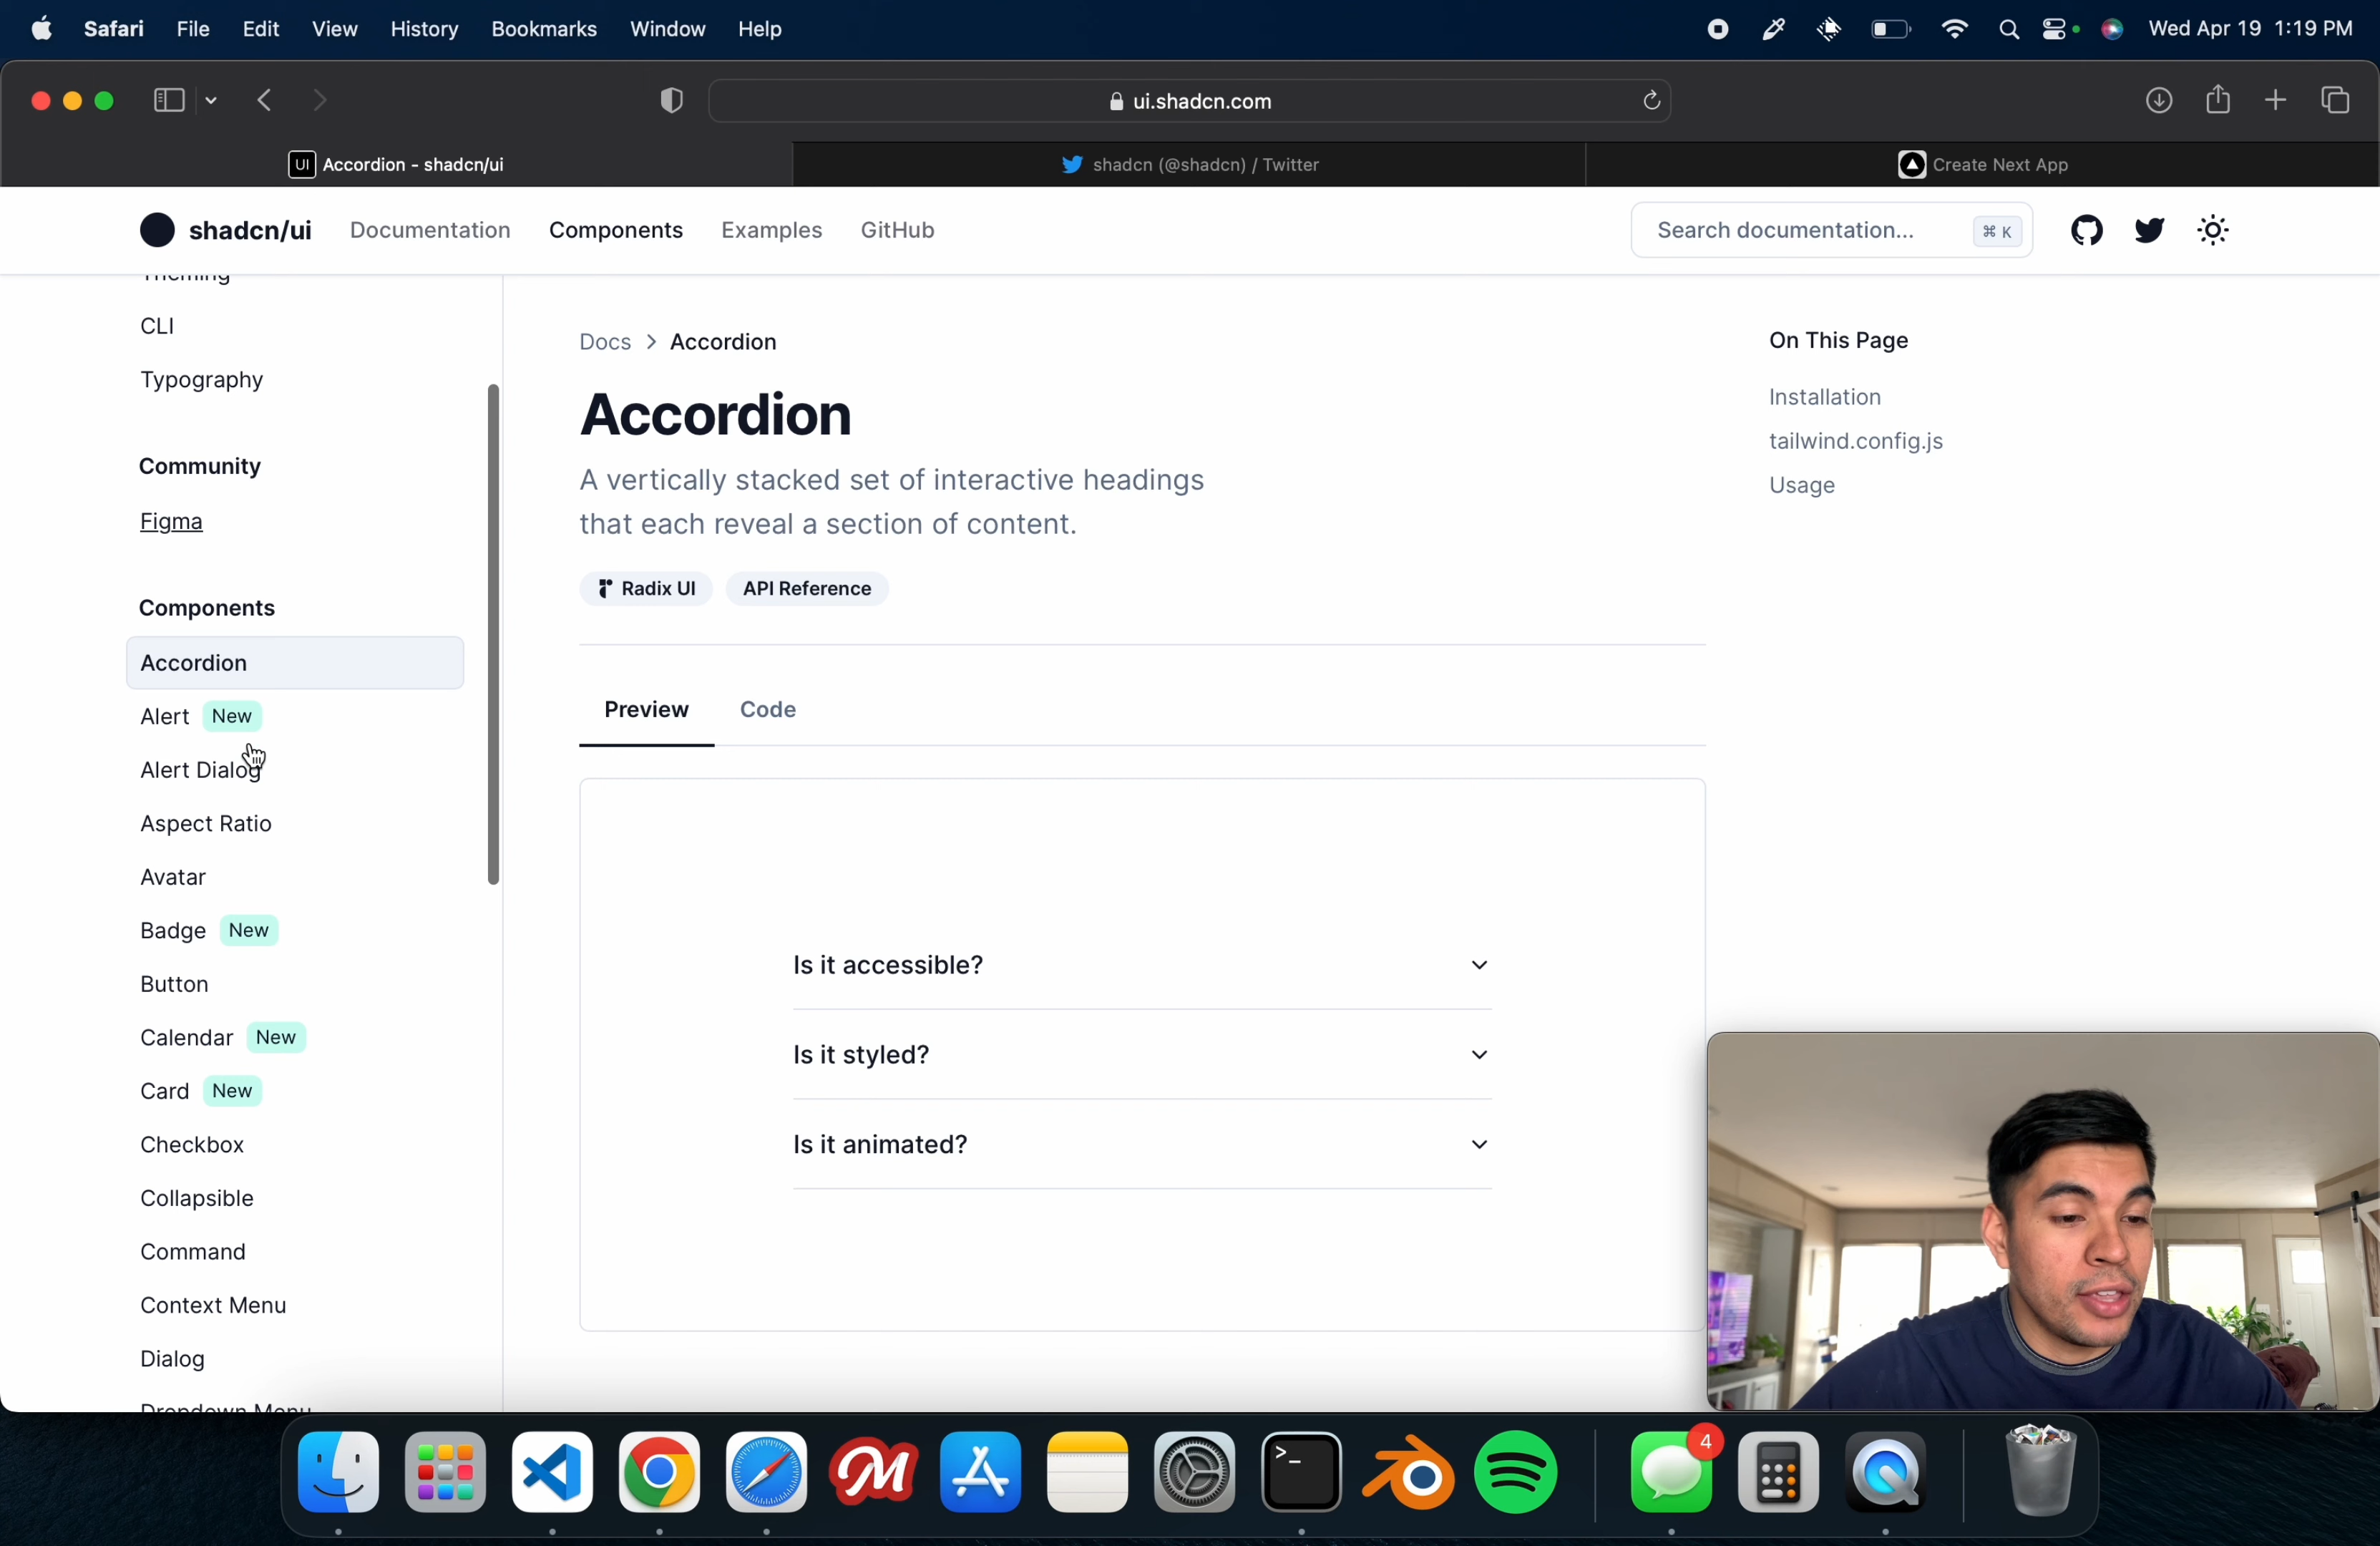 Safari File Edit View History Bookmarks Window Help Wed Apr 19 1:19 PM
ui.shadcn.com
UI Accordion - shadcn/ui
shadcn (@shadcn) / Twitter
Create Next App
shadcn/ui Documentation Components Examples GitHub Search documentation... ⌘ K
Theming
CLI
Typography
Community
Figma
Components
Accordion
Alert New
Alert Dialog
Aspect Ratio
Avatar
Badge New
Button
Calendar New
Card New
Checkbox
Collapsible
Command
Context Menu
Dialog
Dropdown Menu
Docs > Accordion
Accordion
A vertically stacked set of interactive headings
that each reveal a section of content.
Radix UI API Reference
Preview Code
Is it accessible?
Is it styled?
Is it animated?
On This Page
Installation
tailwind.config.js
Usage
>_
4